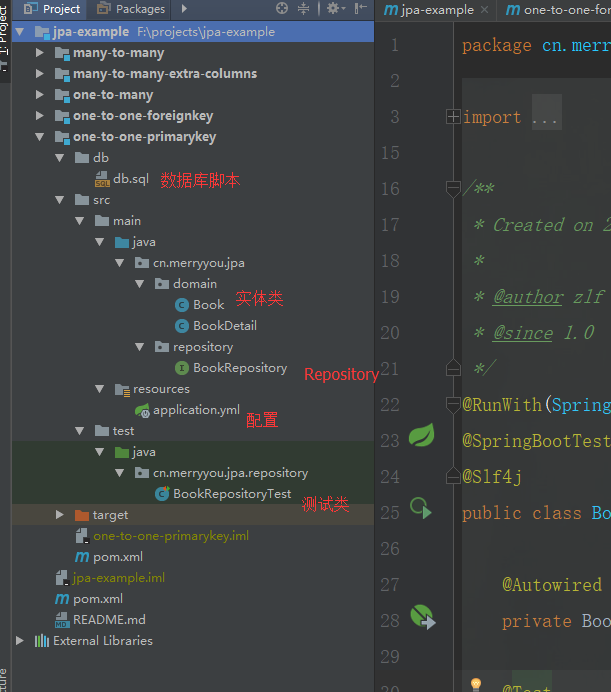 1: Project
Project
Packages
jpa-example F:\projects\jpa-example
many-to-many
many-to-many-extra-columns
one-to-many
one-to-one-foreignkey
one-to-one-primarykey
db
db.sql 数据库脚本
src
main
java
cn.merryyou.jpa
domain
Book 实体类
BookDetail
repository
BookRepository Repository
resources
application.yml 配置
test
java
cn.merryyou.jpa.repository
BookRepositoryTest 测试类
target
one-to-one-primarykey.iml
pom.xml
jpa-example.iml
pom.xml
README.md
External Libraries
jpa-example
one-to-one-for
1 package cn.merr
2
3 import ...
15
16 /**
17 * Created on 2
18 *
19 * @author zlf
20 * @since 1.0
21 */
22 @RunWith(Spring
23 @SpringBootTest
24 @Slf4j
25 public class Bo
26
27 @Autowired
28 private Boo
29
@Test